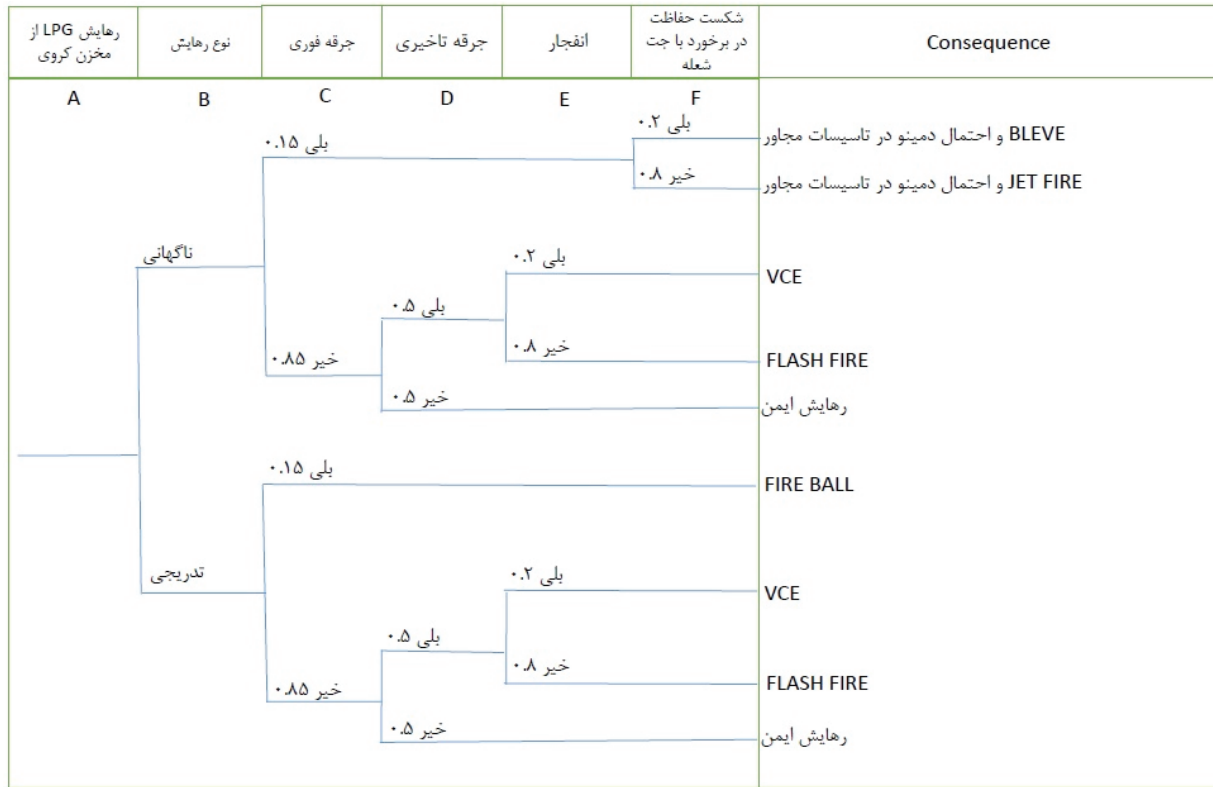 رهایش LPG از
مخزن کروی
نوع رهایش
جرقه فوری
جرقه تاخیری
انفجار
شکست حفاظت
در برخورد با جت
شعله
Consequence
A
B
C
D
E
F
بلی ۰.۲
BLEVE و احتمال دمینو در تاسیسات مجاور
بلی ۰.۱۵
خیر ۰.۸
JET FIRE و احتمال دمینو در تاسیسات مجاور
ناگهانی
بلی ۰.۲
VCE
بلی ۰.۵
خیر ۰.۸
FLASH FIRE
خیر ۰.۸۵
خیر ۰.۵
رهایش ایمن
بلی ۰.۱۵
FIRE BALL
تدریجی
بلی ۰.۲
VCE
بلی ۰.۵
خیر ۰.۸
FLASH FIRE
خیر ۰.۸۵
خیر ۰.۵
رهایش ایمن